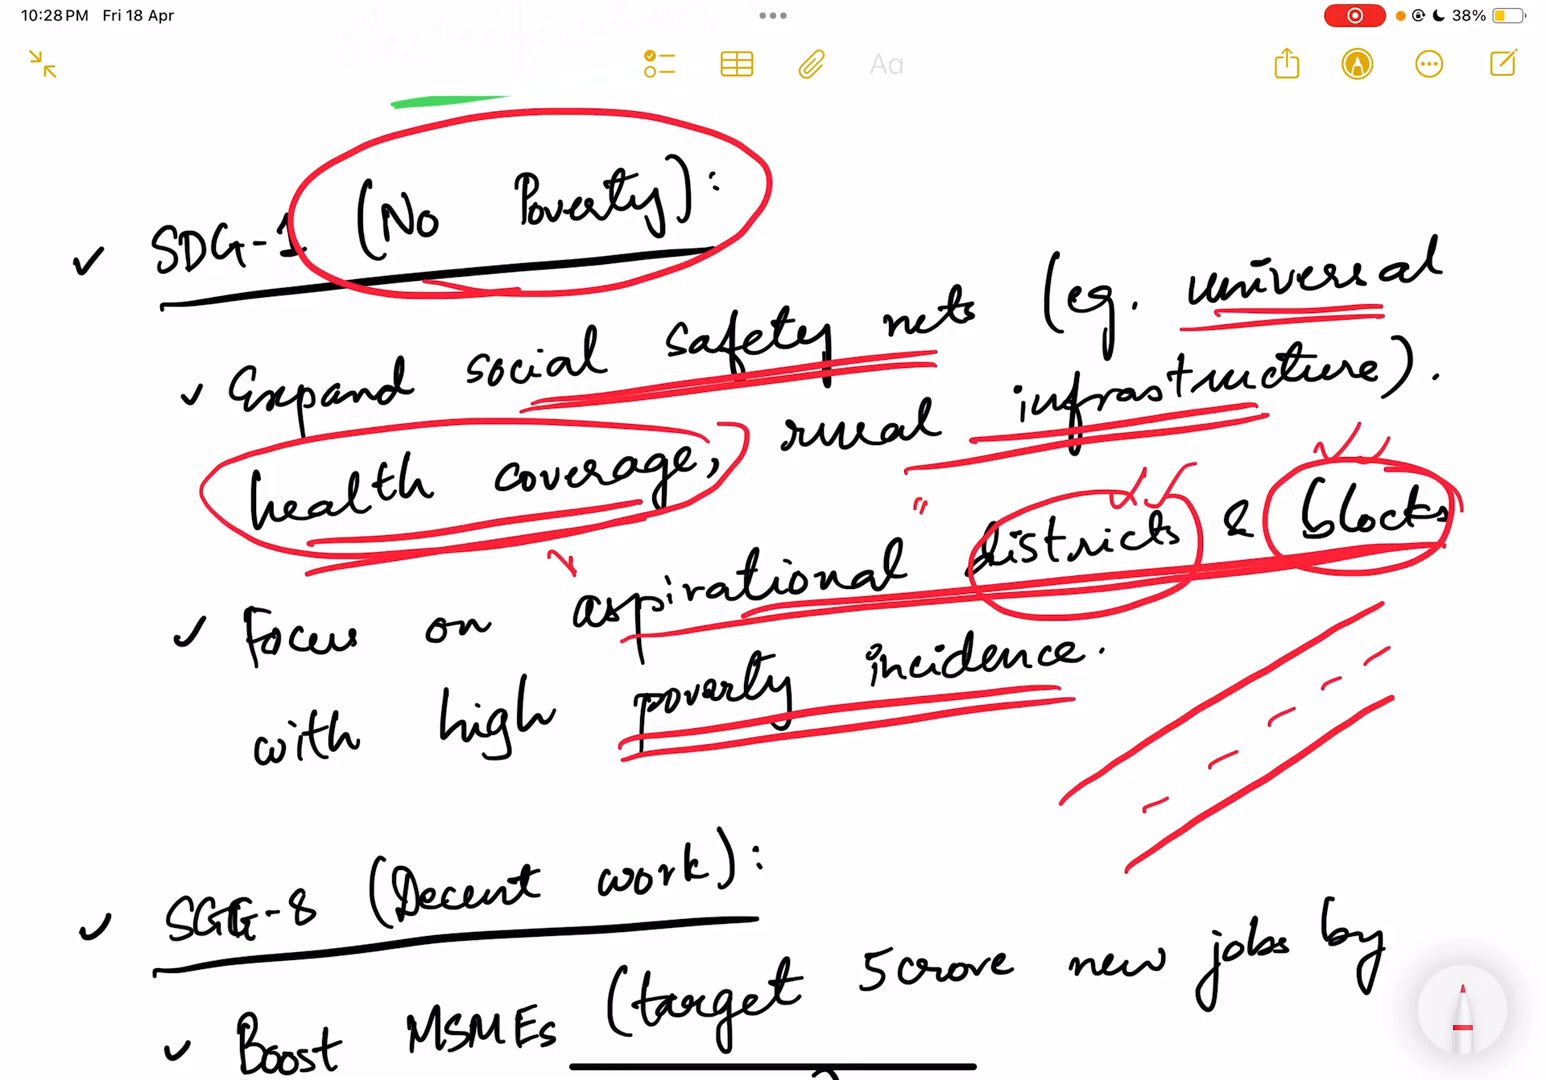 10:28 PM Fri 18 Apr
38%
Aa
✓ SDG-1 (No Poverty):
✓ Expand social safety nets (eg. universal
health coverage, rural infrastructure).
✓ Focus on aspirational districts & blocks
with high poverty incidence.
✓ SGG-8 (Decent work):
✓ Boost MSMEs (target 5 crore new jobs by